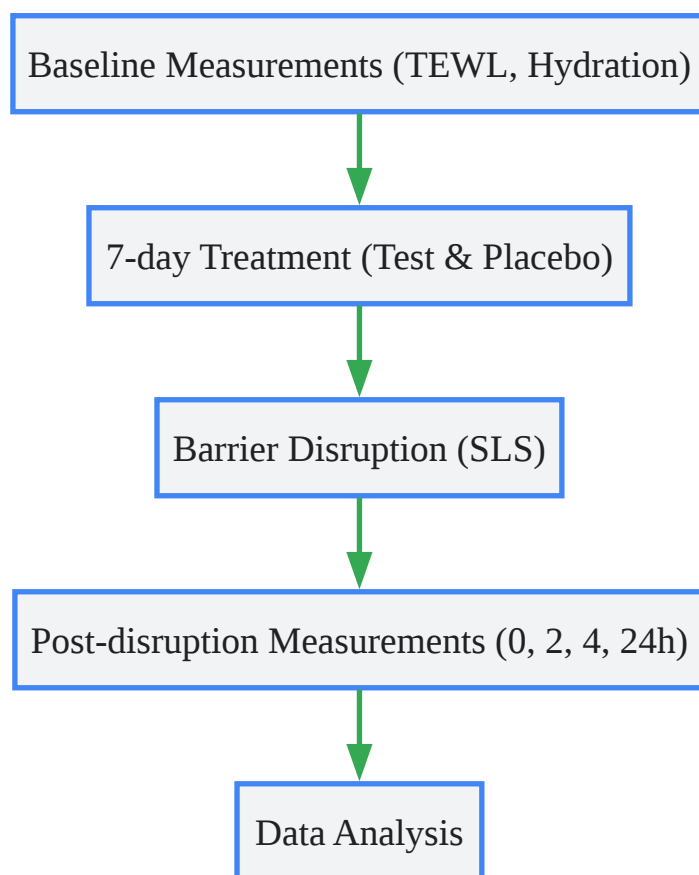 Baseline Measurements (TEWL, Hydration)
7-day Treatment (Test & Placebo)
Barrier Disruption (SLS)
Post-disruption Measurements (0, 2, 4, 24h)
Data Analysis